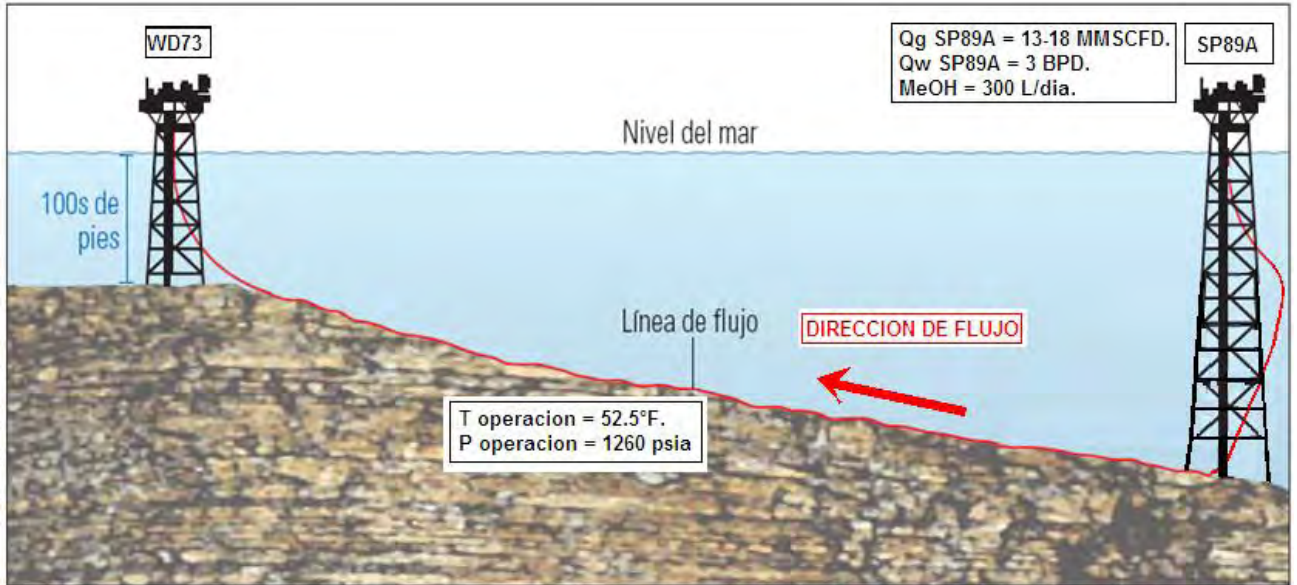 WD73
Qg SP89A = 13-18 MMSCFD.
Qw SP89A = 3 BPD.
MeOH = 300 L/dia.
SP89A
Nivel del mar
100s de
pies
Línea de flujo
DIRECCION DE FLUJO
T operacion = 52.5°F.
P operacion = 1260 psia